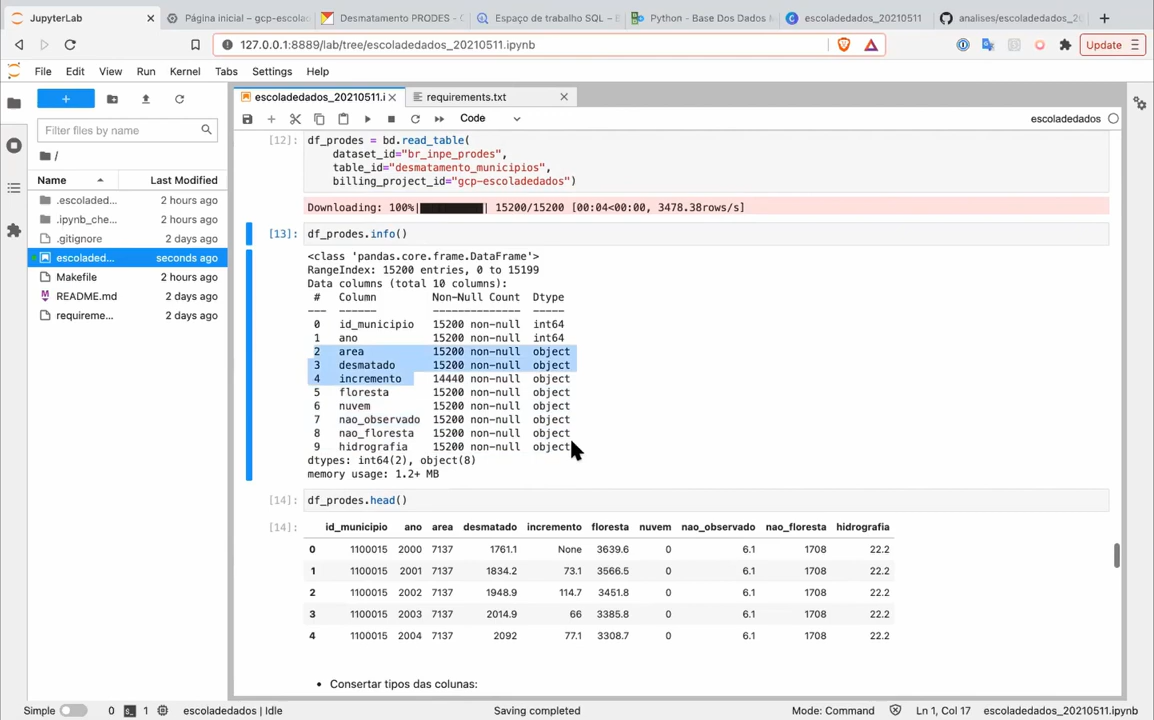 JupyterLab
Página inicial – gcp-escola
Desmatamento PRODES - C
Espaço de trabalho SQL – B
Python - Base Dos Dados
escoladedados_20210511
analises/escoladedados_20
127.0.0.1:8889/lab/tree/escoladedados_20210511.ipynb
Update
File Edit View Run Kernel Tabs Settings Help
escoladedados_20210511.i
requirements.txt
Filter files by name
Code
escoladedados
/
Name Last Modified
.escoladed... 2 hours ago
.ipynb_che... 2 hours ago
.gitignore 2 days ago
escoladed... seconds ago
Makefile 2 hours ago
README.md 2 days ago
requireme... 2 days ago
[12]: df_prodes = bd.read_table(
dataset_id="br_inpe_prodes",
table_id="desmatamento_municipios",
billing_project_id="gcp-escoladedados")
Downloading: 100%|██████████| 15200/15200 [00:04<00:00, 3478.38rows/s]
[13]: df_prodes.info()
<class 'pandas.core.frame.DataFrame'>
RangeIndex: 15200 entries, 0 to 15199
Data columns (total 10 columns):
# Column Non-Null Count Dtype
--- ------ -------------- -----
0 id_municipio 15200 non-null int64
1 ano 15200 non-null int64
2 area 15200 non-null object
3 desmatado 15200 non-null object
4 incremento 14440 non-null object
5 floresta 15200 non-null object
6 nuvem 15200 non-null object
7 nao_observado 15200 non-null object
8 nao_floresta 15200 non-null object
9 hidrografia 15200 non-null object
dtypes: int64(2), object(8)
memory usage: 1.2+ MB
[14]: df_prodes.head()
[14]: id_municipio ano area desmatado incremento floresta nuvem nao_observado nao_floresta hidrografia
0 1100015 2000 7137 1761.1 None 3639.6 0 6.1 1708 22.2
1 1100015 2001 7137 1834.2 73.1 3566.5 0 6.1 1708 22.2
2 1100015 2002 7137 1948.9 114.7 3451.8 0 6.1 1708 22.2
3 1100015 2003 7137 2014.9 66 3385.8 0 6.1 1708 22.2
4 1100015 2004 7137 2092 77.1 3308.7 0 6.1 1708 22.2
• Consertar tipos das colunas:
Simple 0 1 escoladedados | Idle Saving completed Mode: Command Ln 1, Col 17 escoladedados_20210511.ipynb